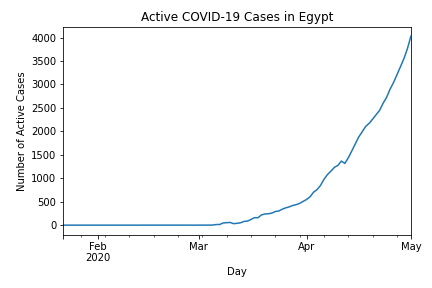 Active COVID-19 Cases in Egypt
Number of Active Cases
4000
3500
3000
2500
2000
1500
1000
500
0
Feb
2020
Mar
Apr
May
Day